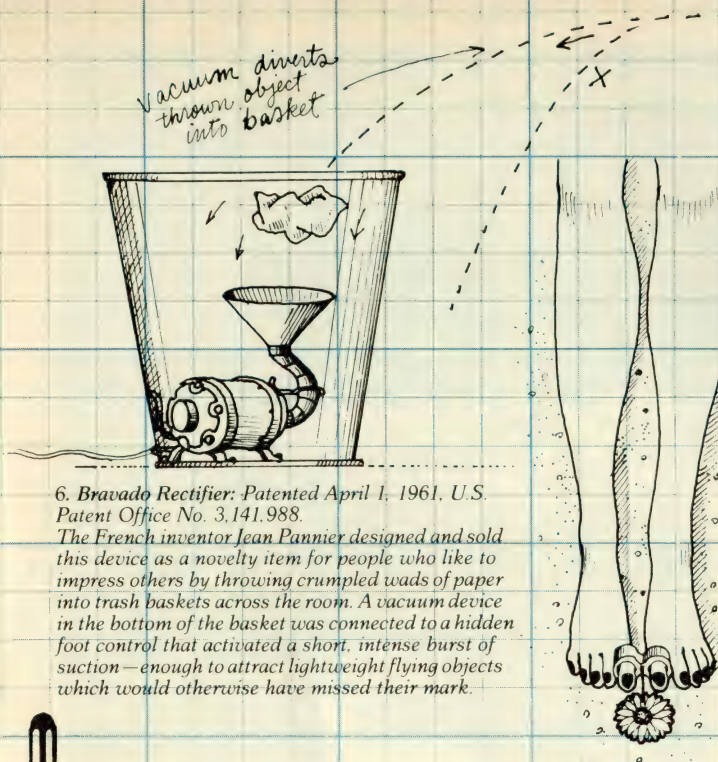 Vacuum diverts
thrown object
into basket
X
6. Bravado Rectifier: Patented April 1, 1961, U.S.
Patent Office No. 3,141,988.
The French inventor Jean Pannier designed and sold
this device as a novelty item for people who like to
impress others by throwing crumpled wads of paper
into trash baskets across the room. A vacuum device
in the bottom of the basket was connected to a hidden
foot control that activated a short, intense burst of
suction—enough to attract lightweight flying objects
which would otherwise have missed their mark.